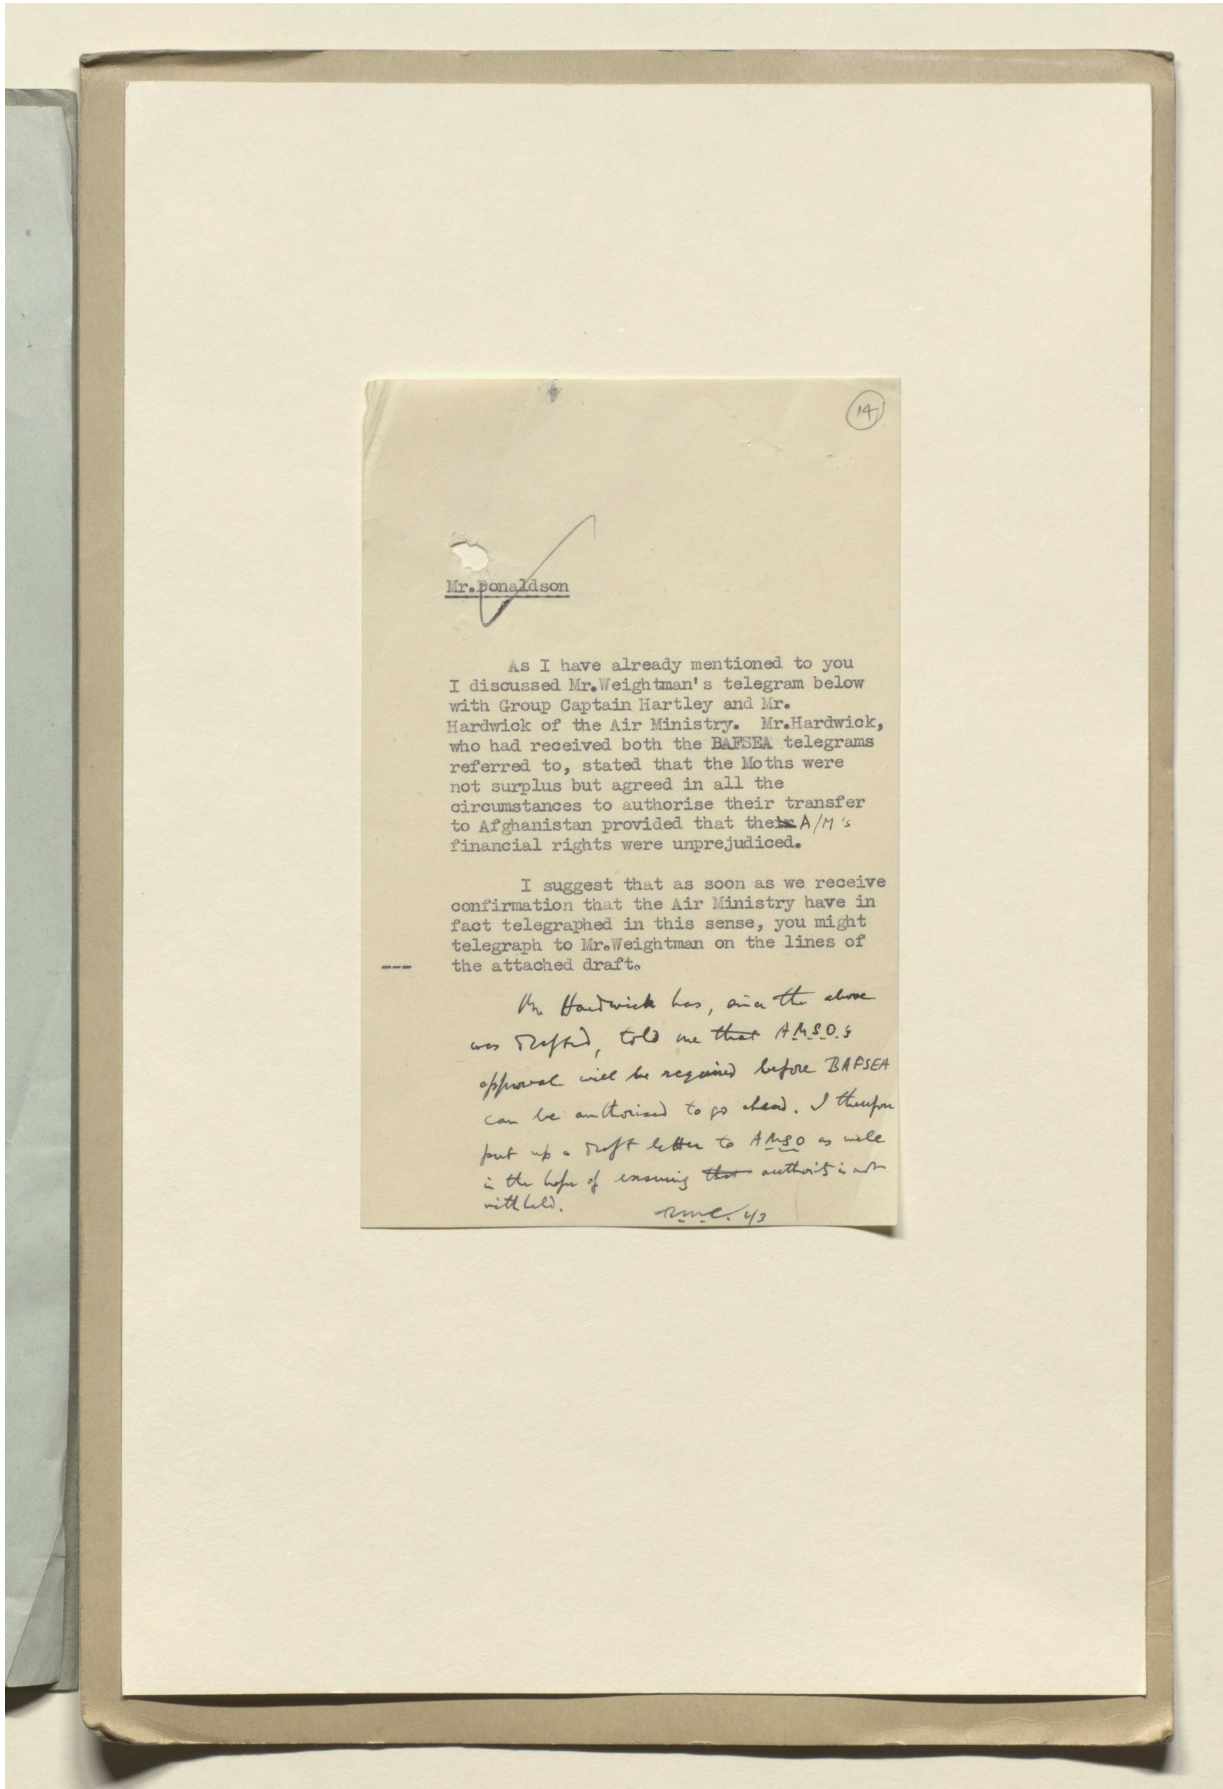 14
Mr.Donaldson
As I have already mentioned to you
I discussed Mr.Weightman's telegram below
with Group Captain Hartley and Mr.
Hardwick of the Air Ministry. Mr.Hardwick,
who had received both the BAFSEA telegrams
referred to, stated that the Moths were
not surplus but agreed in all the
circumstances to authorise their transfer
to Afghanistan provided that their A/M's
financial rights were unprejudiced.
I suggest that as soon as we receive
confirmation that the Air Ministry have in
fact telegraphed in this sense, you might
telegraph to Mr.Weightman on the lines of
--- the attached draft.
Mr. Hardwick has, since the above
was drafted, told me that A.M.S.O.'s
approval will be required before BAFSEA
can be authorised to go ahead. I therefore
put up a draft letter to AMSO as well
in the hope of ensuring that authority is not
withheld.
4/3